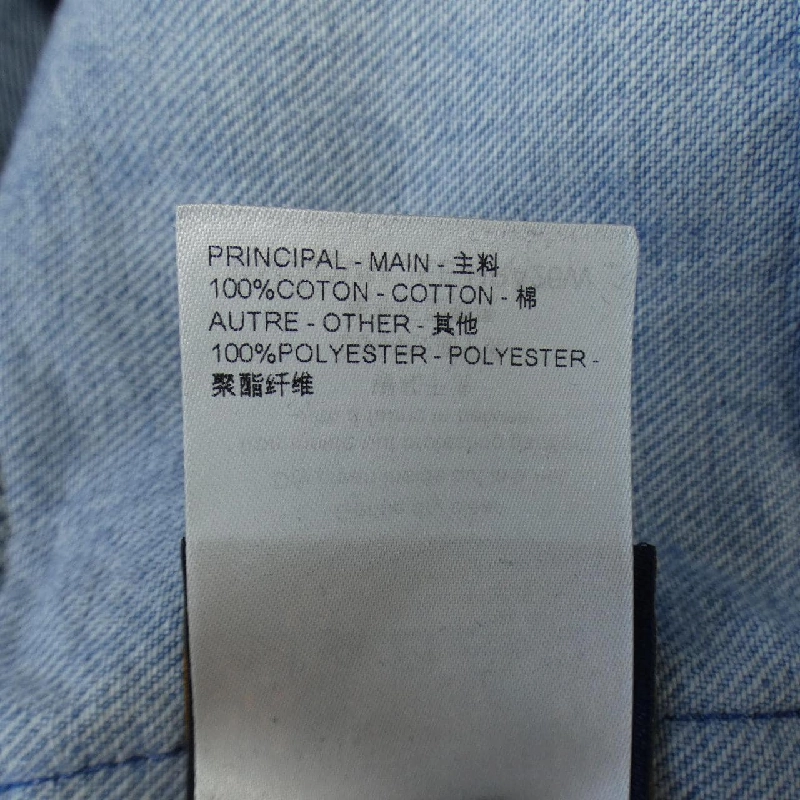 PRINCIPAL - MAIN - 主料
100%COTON - COTTON - 棉
AUTRE - OTHER - 其他
100%POLYESTER - POLYESTER -
聚酯纤维